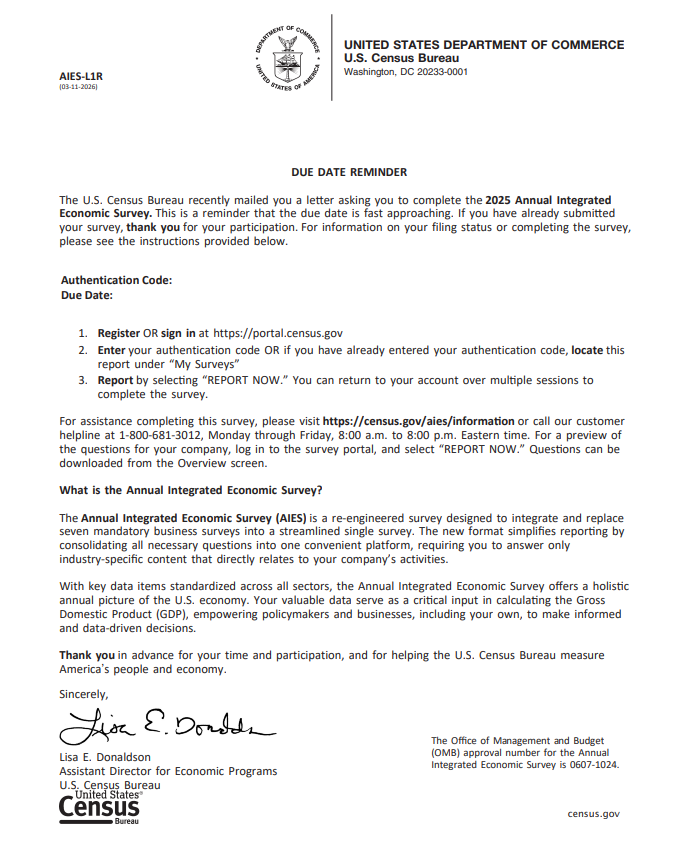 DEPARTMENT OF COMMERCE
UNITED STATES OF AMERICA
UNITED STATES DEPARTMENT OF COMMERCE
U.S. Census Bureau
Washington, DC 20233-0001
AIES-L1R
(03-11-2026)
DUE DATE REMINDER
The U.S. Census Bureau recently mailed you a letter asking you to complete the 2025 Annual Integrated
Economic Survey. This is a reminder that the due date is fast approaching. If you have already submitted
your survey, thank you for your participation. For information on your filing status or completing the survey,
please see the instructions provided below.
Authentication Code:
Due Date:
1. Register OR sign in at https://portal.census.gov
2. Enter your authentication code OR if you have already entered your authentication code, locate this
report under “My Surveys”
3. Report by selecting “REPORT NOW.” You can return to your account over multiple sessions to
complete the survey.
For assistance completing this survey, please visit https://census.gov/aies/information or call our customer
helpline at 1-800-681-3012, Monday through Friday, 8:00 a.m. to 8:00 p.m. Eastern time. For a preview of
the questions for your company, log in to the survey portal, and select “REPORT NOW.” Questions can be
downloaded from the Overview screen.
What is the Annual Integrated Economic Survey?
The Annual Integrated Economic Survey (AIES) is a re-engineered survey designed to integrate and replace
seven mandatory business surveys into a streamlined single survey. The new format simplifies reporting by
consolidating all necessary questions into one convenient platform, requiring you to answer only
industry-specific content that directly relates to your company’s activities.
With key data items standardized across all sectors, the Annual Integrated Economic Survey offers a holistic
annual picture of the U.S. economy. Your valuable data serve as a critical input in calculating the Gross
Domestic Product (GDP), empowering policymakers and businesses, including your own, to make informed
and data-driven decisions.
Thank you in advance for your time and participation, and for helping the U.S. Census Bureau measure
America’s people and economy.
Sincerely,
Lisa E. Donaldson
Lisa E. Donaldson
Assistant Director for Economic Programs
U.S. Census Bureau
The Office of Management and Budget
(OMB) approval number for the Annual
Integrated Economic Survey is 0607-1024.
United States®
Census
Bureau
census.gov